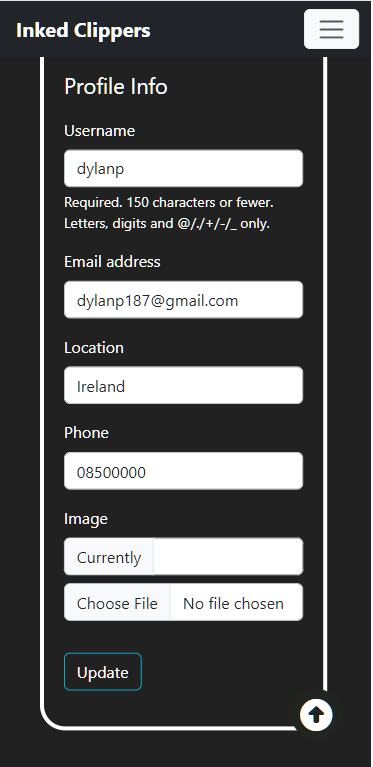 Inked Clippers
Profile Info
Username
dylanp
Required. 150 characters or fewer.
Letters, digits and @/./+/-/_ only.
Email address
dylanp187@gmail.com
Location
Ireland
Phone
08500000
Image
Currently
Choose File No file chosen
Update